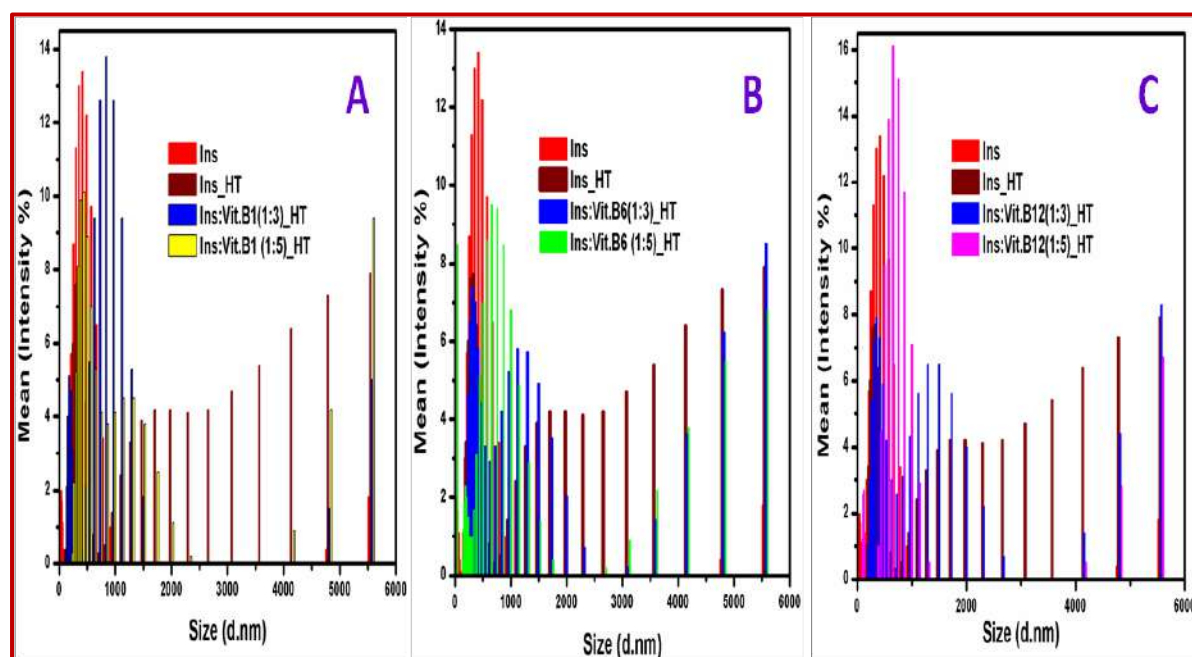 A
Mean (Intensity %)
14
12
10
8
6
4
2
0
Ins
Ins_HT
Ins:Vit.B1(1:3)_HT
Ins:Vit.B1 (1:5)_HT
0
1000
2000
3000
4000
5000
6000
Size (d.nm)
B
Mean (Intensity %)
14
12
10
8
6
4
2
0
Ins
Ins_HT
Ins:Vit.B6(1:3)_HT
Ins:Vit.B6 (1:5)_HT
0
1000
2000
3000
4000
5000
6000
Size (d.nm)
C
Mean (Intensity %)
16
14
12
10
8
6
4
2
0
Ins
Ins_HT
Ins:Vit.B12(1:3)_HT
Ins:Vit.B12(1:5)_HT
0
2000
4000
6000
Size (d.nm)